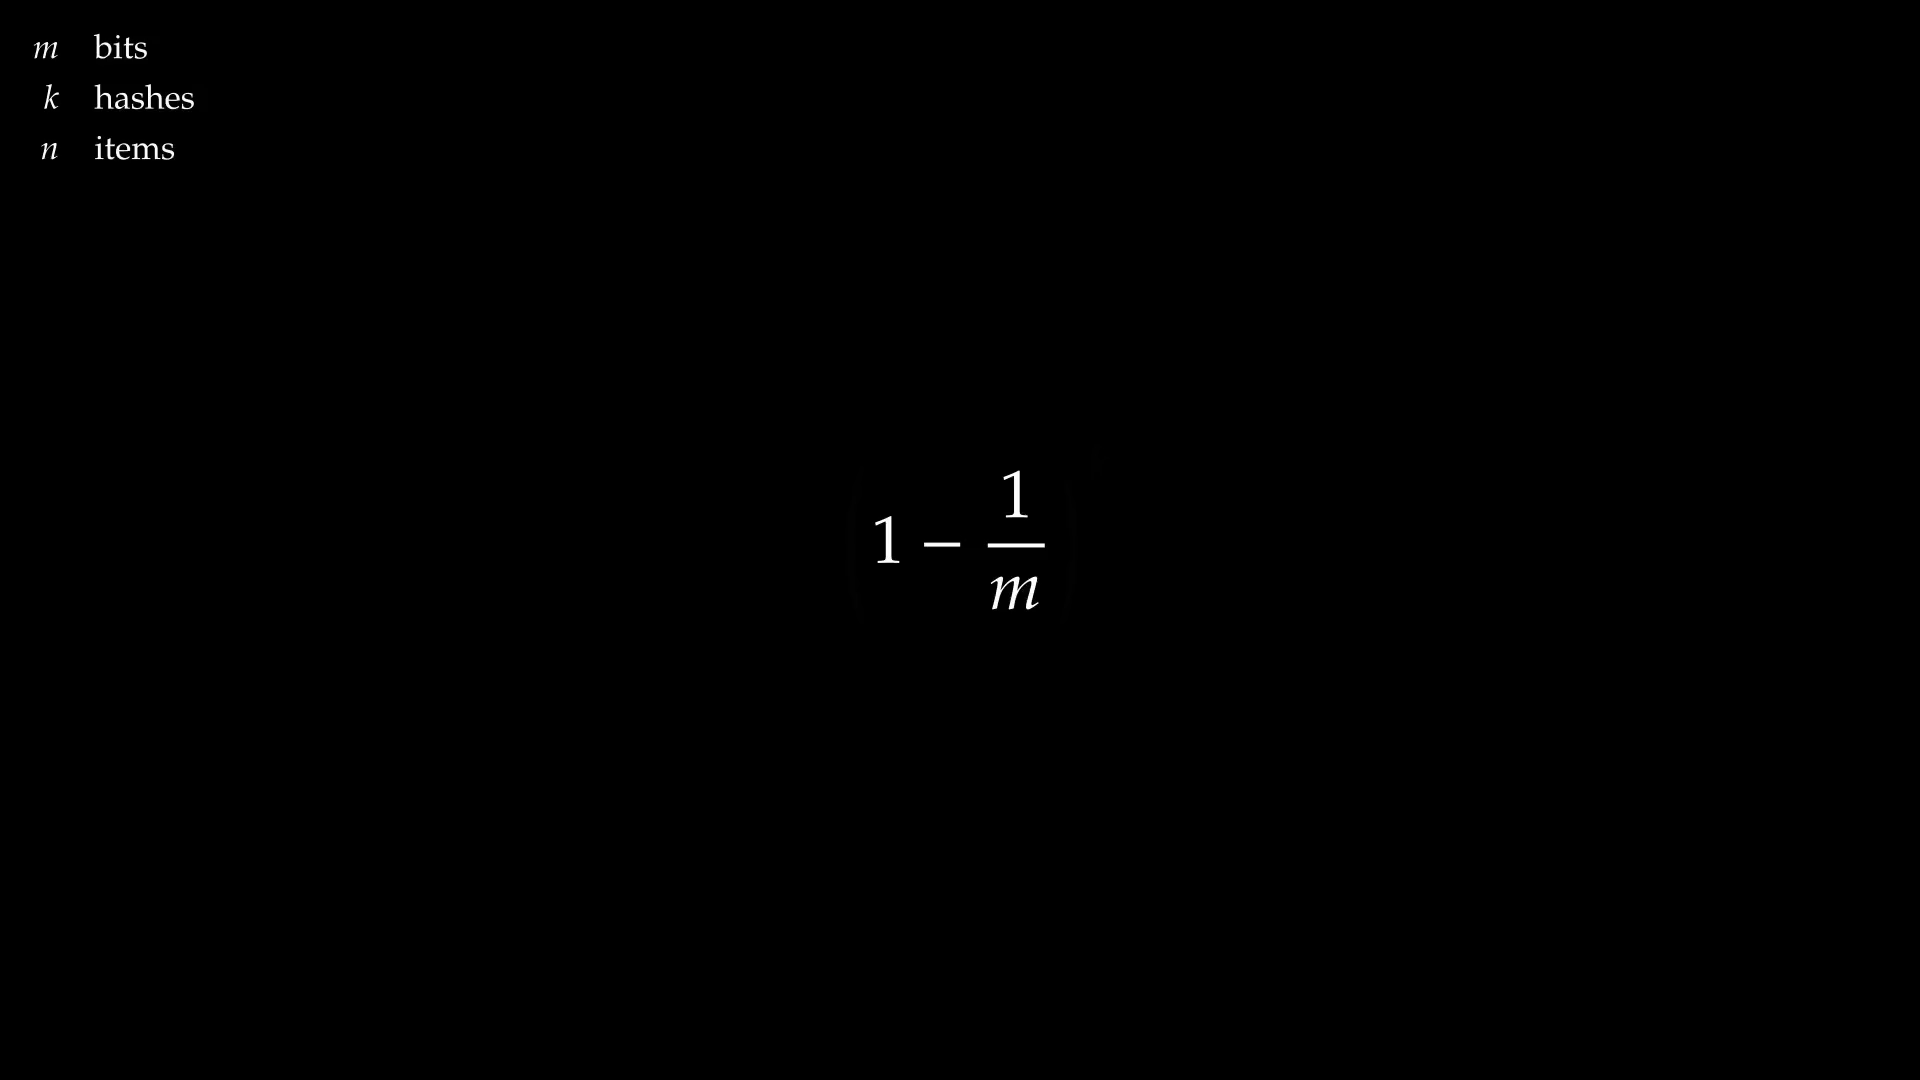 m bits
k hashes
n items
1 − 1/m